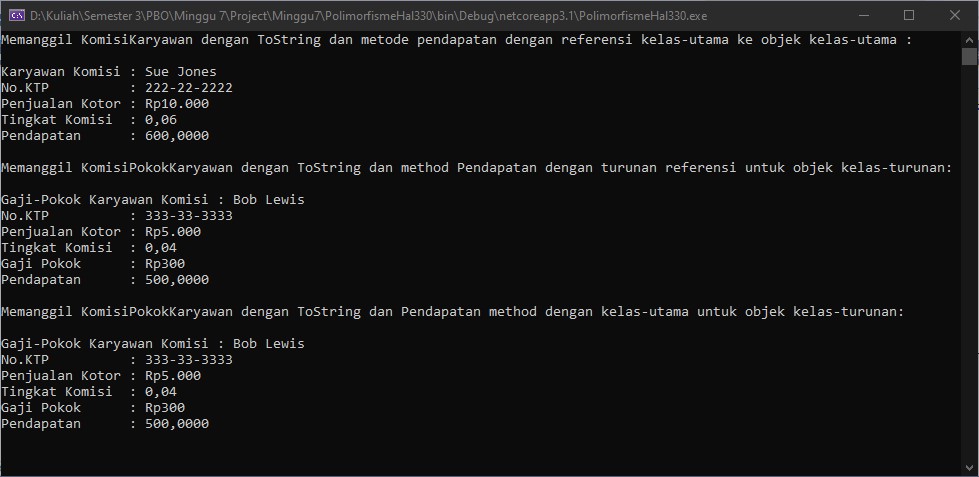 D:\Kuliah\Semester 3\PBO\Minggu 7\Project\Minggu7\PolimorfismeHal330\bin\Debug\netcoreapp3.1\PolimorfismeHal330.exe
Memanggil KomisiKaryawan dengan ToString dan metode pendapatan dengan referensi kelas-utama ke objek kelas-utama :
Karyawan Komisi : Sue Jones
No.KTP          : 222-22-2222
Penjualan Kotor : Rp10.000
Tingkat Komisi  : 0,06
Pendapatan      : 600,0000
Memanggil KomisiPokokKaryawan dengan ToString dan method Pendapatan dengan turunan referensi untuk objek kelas-turunan:
Gaji-Pokok Karyawan Komisi : Bob Lewis
No.KTP          : 333-33-3333
Penjualan Kotor : Rp5.000
Tingkat Komisi  : 0,04
Gaji Pokok      : Rp300
Pendapatan      : 500,0000
Memanggil KomisiPokokKaryawan dengan ToString dan Pendapatan method dengan kelas-utama untuk objek kelas-turunan:
Gaji-Pokok Karyawan Komisi : Bob Lewis
No.KTP          : 333-33-3333
Penjualan Kotor : Rp5.000
Tingkat Komisi  : 0,04
Gaji Pokok      : Rp300
Pendapatan      : 500,0000